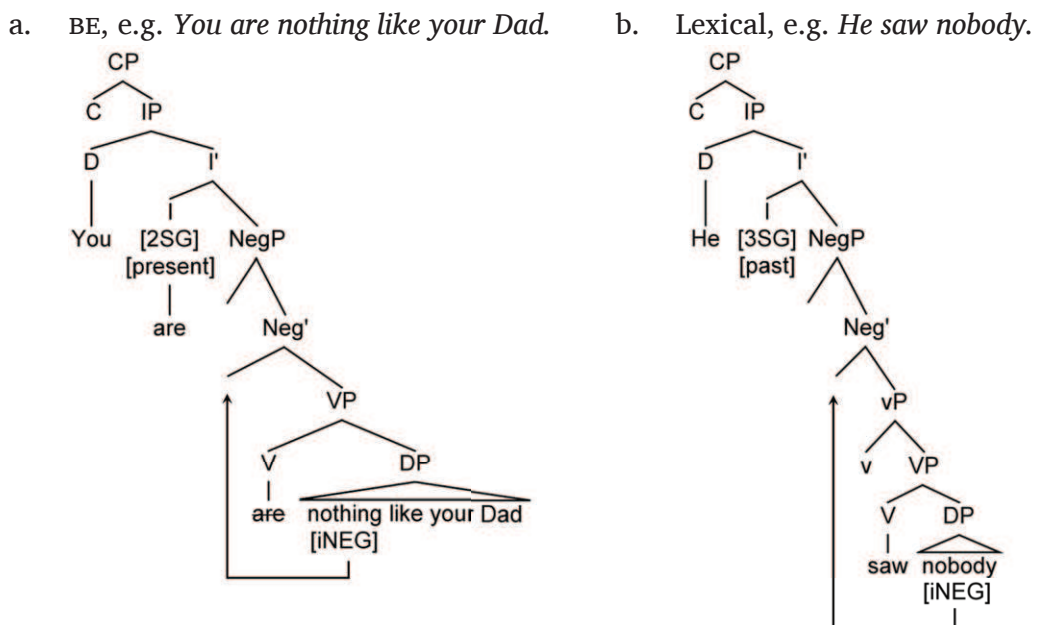 a. BE, e.g. You are nothing like your Dad. b. Lexical, e.g. He saw nobody.
CP CP
C IP C IP
D I' D I'
You [2SG] NegP He [3SG] NegP
[present] [past]
are Neg' Neg'
VP vP
V DP v VP
are nothing like your Dad V DP
[iNEG] saw nobody
[iNEG]